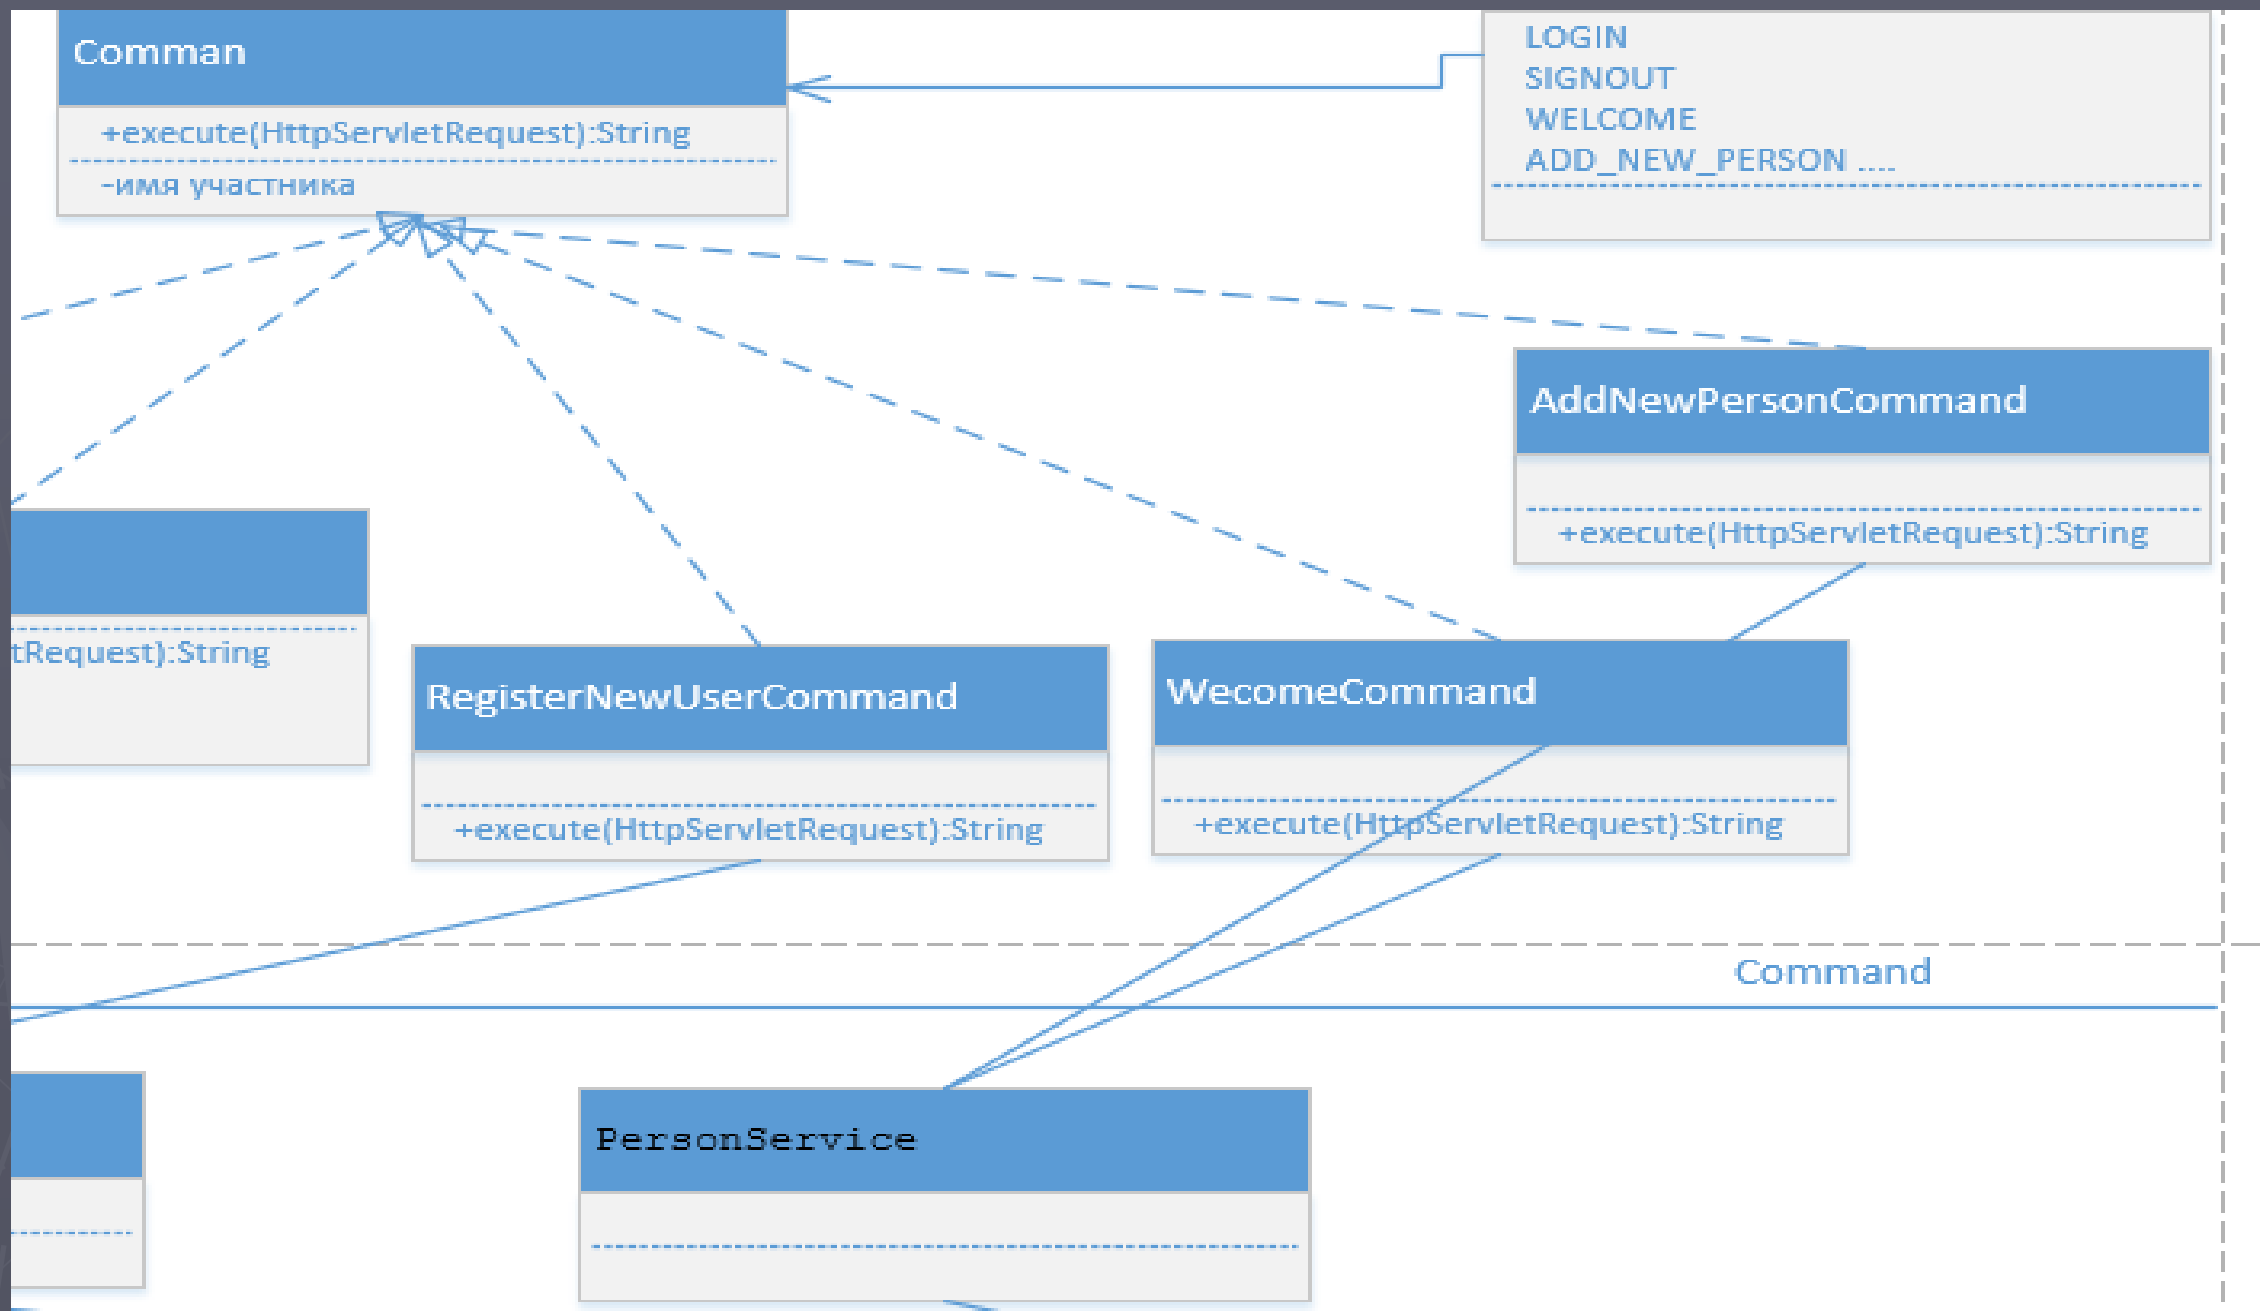 Comman
+execute(HttpServletRequest):String
-имя участника
LOGIN
SIGNOUT
WELCOME
ADD_NEW_PERSON ....
AddNewPersonCommand
+execute(HttpServletRequest):String
tRequest):String
RegisterNewUserCommand
+execute(HttpServletRequest):String
WecomeCommand
+execute(HttpServletRequest):String
Command
PersonService